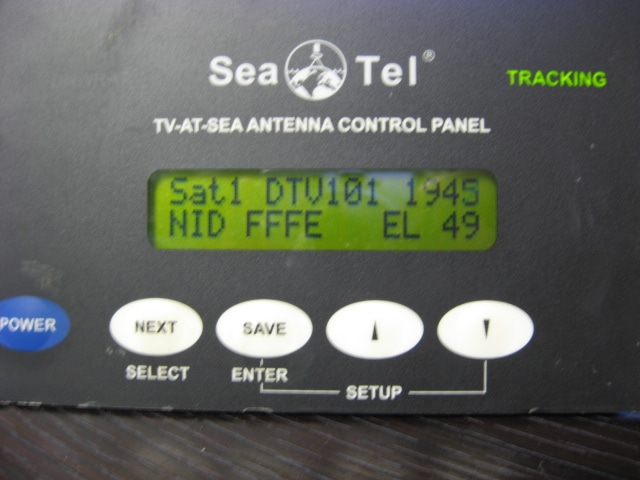 Sea Tel®
TRACKING
TV-AT-SEA ANTENNA CONTROL PANEL
Sat1 DTV101 1945
NID FFFE EL 49
POWER
NEXT
SAVE
SELECT
ENTER
SETUP